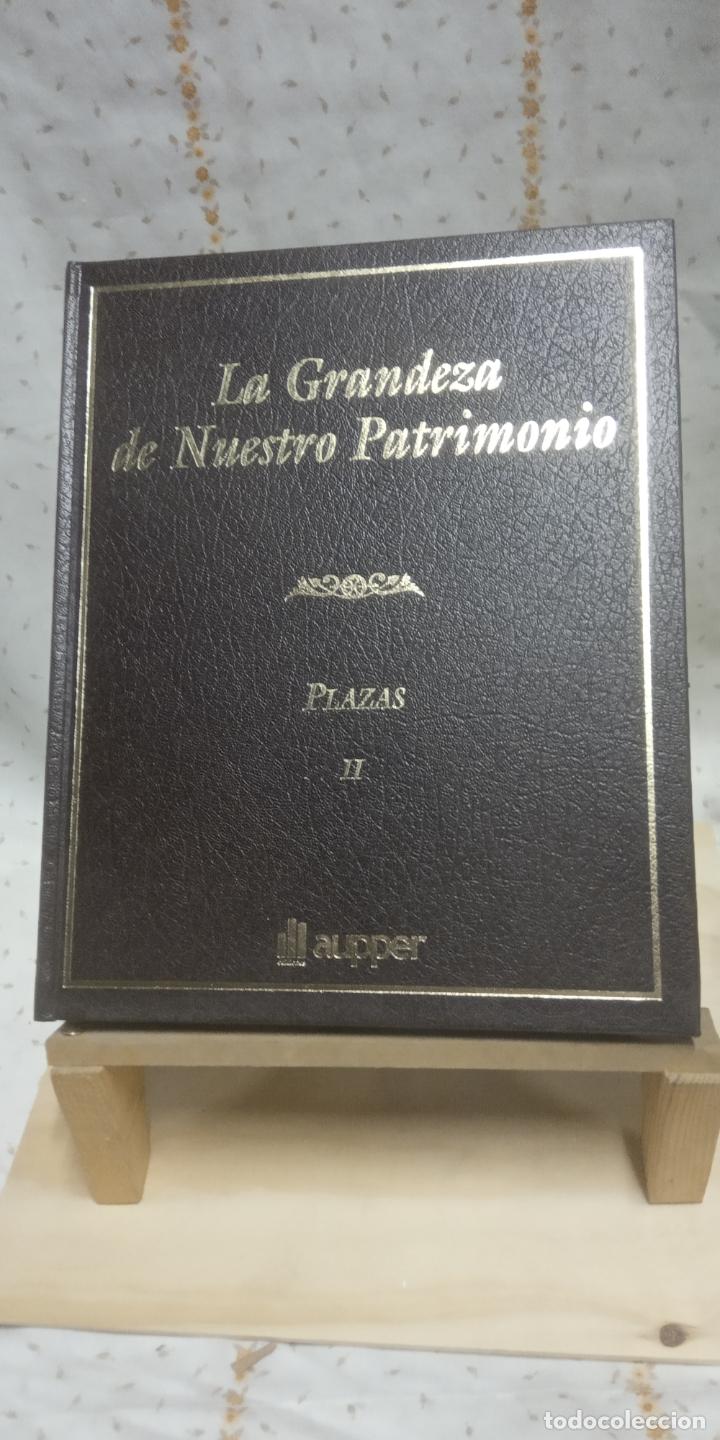 La Grandeza
de Nuestro Patrimonio
PLAZAS
II
aupper
todocoleccion